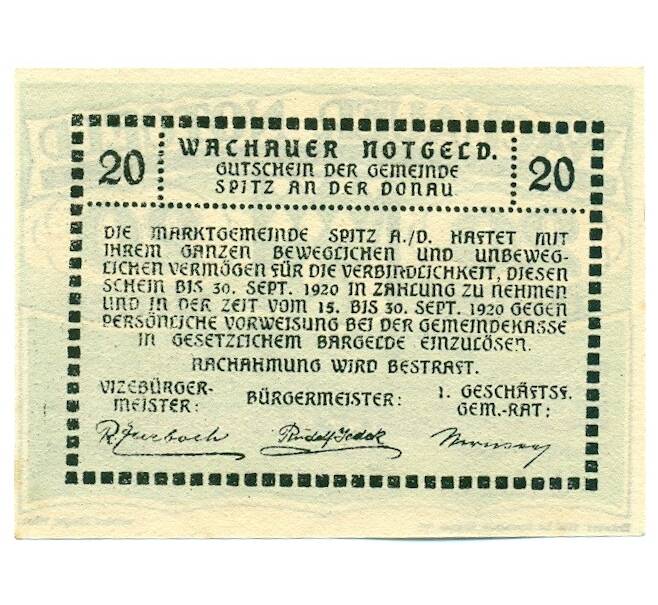 20
WACHAUER NOTGELD.
GUTSCHEIN DER GEMEINDE
SPITZ AN DER DONAU
20
DIE MARKTGEMEINDE SPITZ A./D. HAFTET MIT
IHREM GANZEN BEWEGLICHEN UND UNBEWEG-
LICHEN VERMÖGEN FÜR DIE VERBINDLICHKEIT, DIESEN
SCHEIN BIS 30. SEPT. 1920 IN ZAHLUNG ZU NEHMEN
UND IN DER ZEIT VOM 15. BIS 30. SEPT. 1920 GEGEN
PERSÖNLICHE VORWEISUNG BEI DER GEMEINDEKASSE
IN GESETZLICHEM BARGELDE EINZULÖSEN.
NACHAHMUNG WIRD BESTRAFT.
VIZEBÜRGER-
MEISTER:
BÜRGERMEISTER:
1. GESCHÄFTSF.
GEM.-RAT: